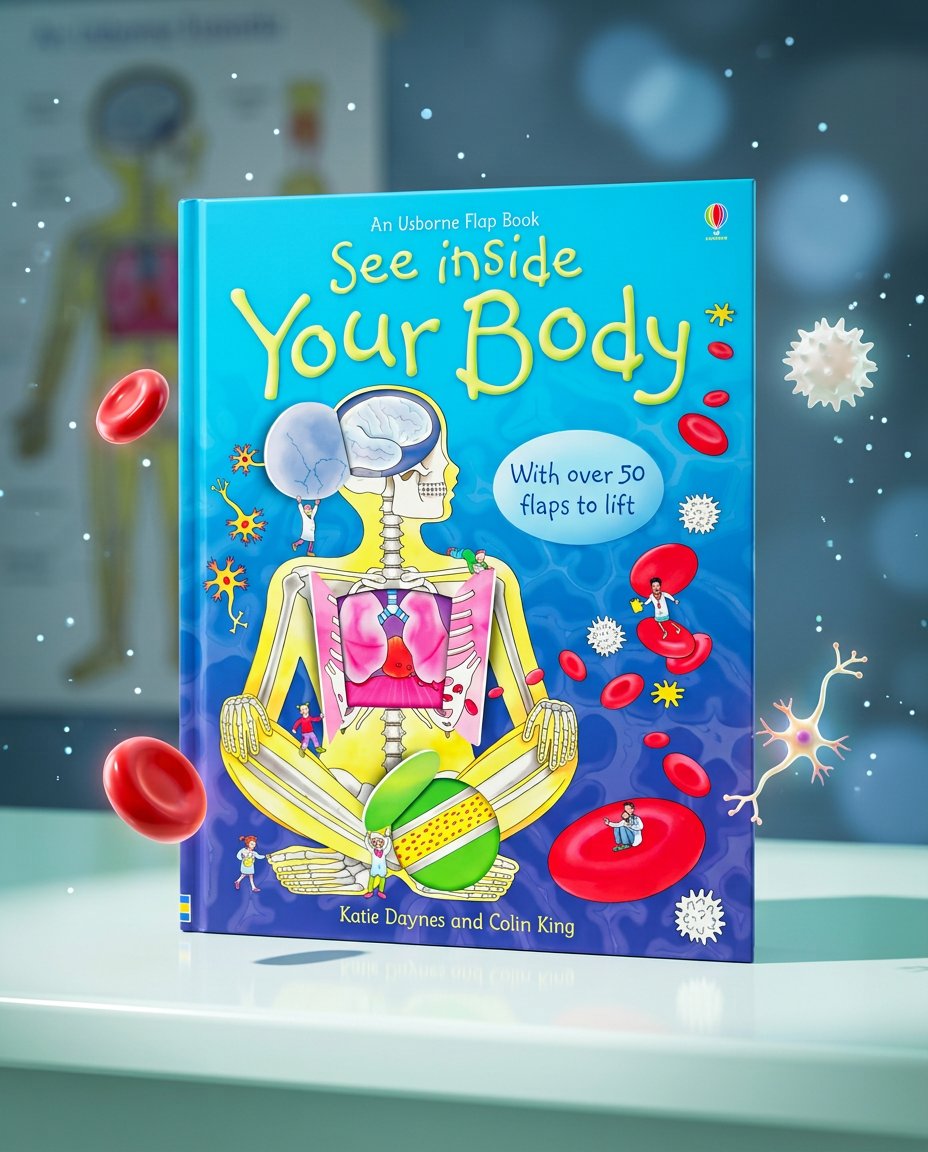 An Usborne Flap Book
See inside
Your Body
With over 50
flaps to lift
Katie Daynes and Colin King